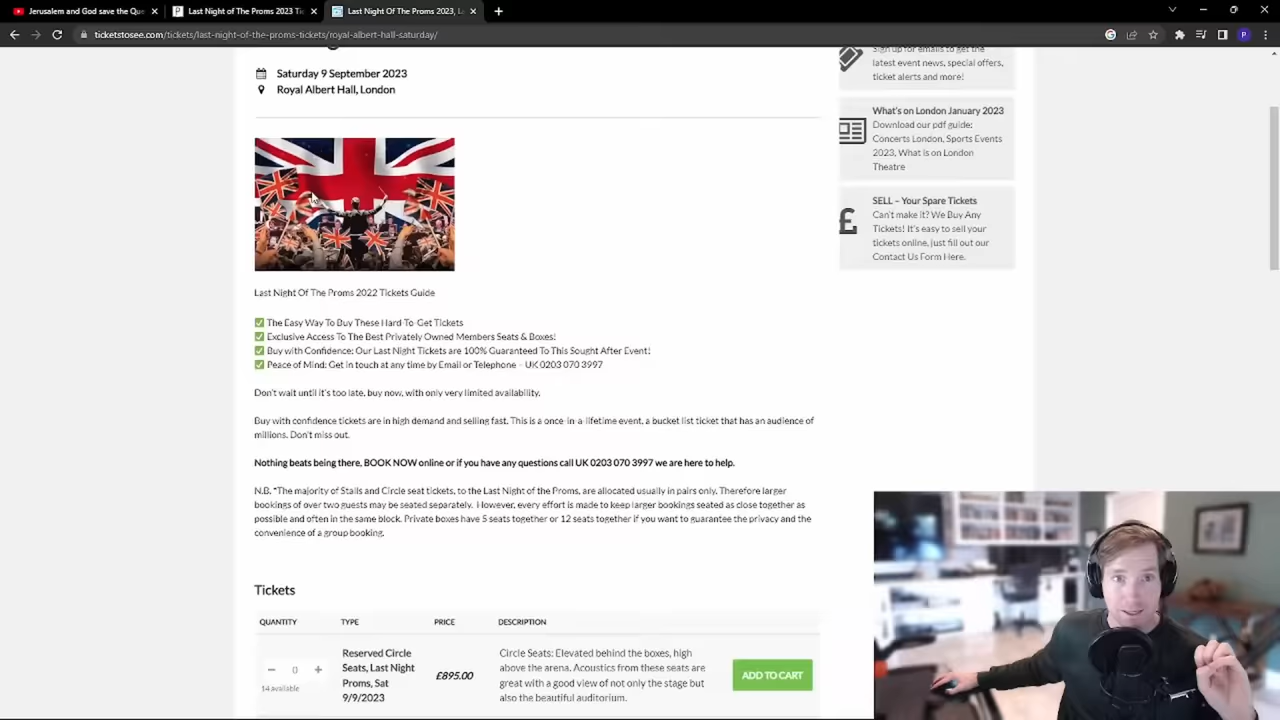 Jerusalem and God save the Que
Last Night of the Proms 2023 Tic
Last Night Of The Proms 2023, L
ticketstosee.com/tickets/last-night-of-the-proms-tickets/royal-albert-hall-saturday/
P
Saturday 9 September 2023
Royal Albert Hall, London
Last Night Of The Proms 2022 Tickets Guide
The Easy Way To Buy These Hard-To-Get Tickets
Exclusive Access To The Best Privately Owned Members Seats & Boxes!
Buy with Confidence: Our Last Night Tickets are 100% Guaranteed To This Sought After Event!
Peace of Mind: Get in touch at any time by Email or Telephone – UK 0203 070 3997
Don't wait until it's too late, buy now, with only very limited availability.
Buy with confidence tickets are in high demand and selling fast. This is a once-in-a-lifetime event, a bucket list ticket that has an audience of
millions. Don't miss out.
Nothing beats being there, BOOK NOW online or if you have any questions call UK 0203 070 3997 we are here to help.
N.B. *The majority of Stalls and Circle seat tickets, to the Last Night of the Proms, are allocated usually in pairs only. Therefore larger
bookings of over two guests may be seated separately. However, every effort is made to keep larger bookings seated as close together as
possible and often in the same block. Private boxes have 5 seats together or 12 seats together if you want to guarantee the privacy and the
convenience of a group booking.
Tickets
QUANTITY TYPE PRICE DESCRIPTION
− 0 +
14 available
Reserved Circle
Seats, Last Night
Proms, Sat
9/9/2023
£895.00
Circle Seats: Elevated behind the boxes, high
above the arena. Acoustics from these seats are
great with a good view of not only the stage but
also the beautiful auditorium.
ADD TO CART
Sign up for emails to get the
latest event news, special offers,
ticket alerts and more!
What's on London January 2023
Download our pdf guide:
Concerts London, Sports Events
2023, What is on London
Theatre
SELL – Your Spare Tickets
Can't make it? We Buy Any
Tickets! It's easy to sell your
tickets online, just fill out our
Contact Us Form Here.